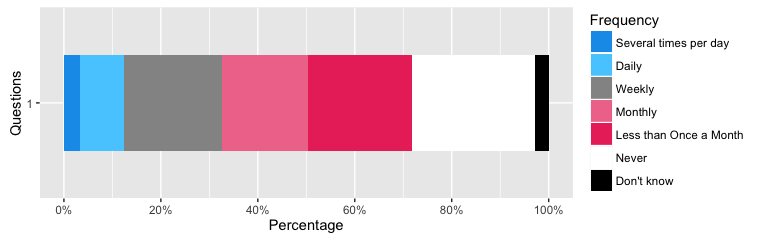 Questions
1
0%
20%
40%
60%
80%
100%
Percentage
Frequency
Several times per day
Daily
Weekly
Monthly
Less than Once a Month
Never
Don't know